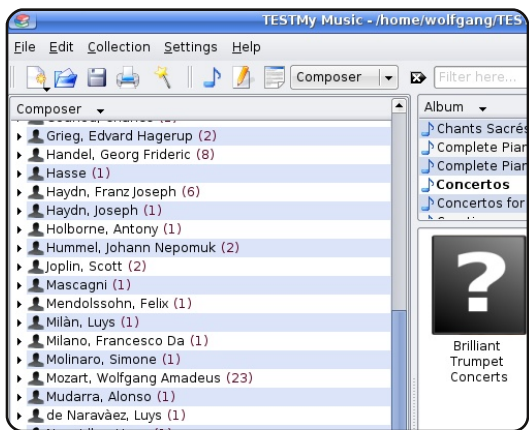 TESTMy Music - /home/wolfgang/TES
File Edit Collection Settings Help
Composer Filter here...
Composer
Grieg, Edvard Hagerup (2)
Handel, Georg Frideric (8)
Hasse (1)
Haydn, Franz Joseph (6)
Haydn, Joseph (1)
Holborne, Antony (1)
Hummel, Johann Nepomuk (2)
Joplin, Scott (2)
Mascagni (1)
Mendolssohn, Felix (1)
Milàn, Luys (1)
Milano, Francesco Da (1)
Molinaro, Simone (1)
Mozart, Wolfgang Amadeus (23)
Mudarra, Alonso (1)
de Naravàez, Luys (1)
Album
Chants Sacrés
Complete Pian
Complete Pian
Concertos
Concertos for
?
Brilliant
Trumpet
Concerts